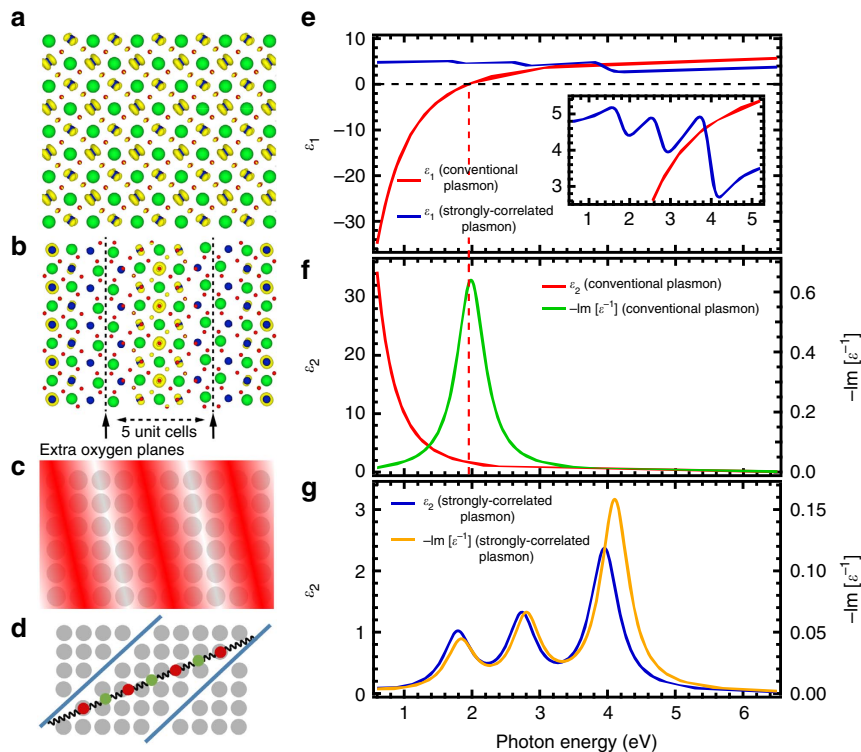 a
b
5 unit cells
Extra oxygen planes
c
d
e
10
0
−10
−20
−30
ε1
ε1 (conventional
plasmon)
ε1 (strongly-correlated
plasmon)
5
4
3
1 2 3 4 5
f
30
20
10
0
ε2
ε2 (conventional plasmon)
−Im [ε−1] (conventional plasmon)
0.6
0.4
0.2
0.0
−Im [ε−1]
g
3
2
1
0
ε2
ε2 (strongly-correlated
plasmon)
−Im [ε−1] (strongly-correlated
plasmon)
0.15
0.10
0.05
0.00
−Im [ε−1]
1 2 3 4 5 6
Photon energy (eV)